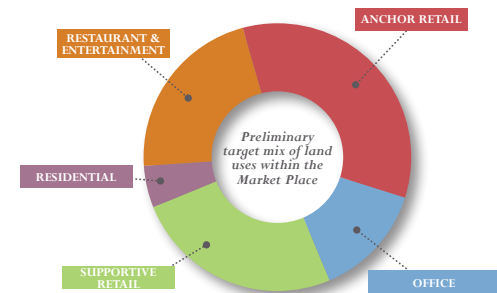 ANCHOR RETAIL
RESTAURANT &
ENTERTAINMENT
Preliminary
target mix of land
uses within the
Market Place
RESIDENTIAL
SUPPORTIVE
RETAIL
OFFICE